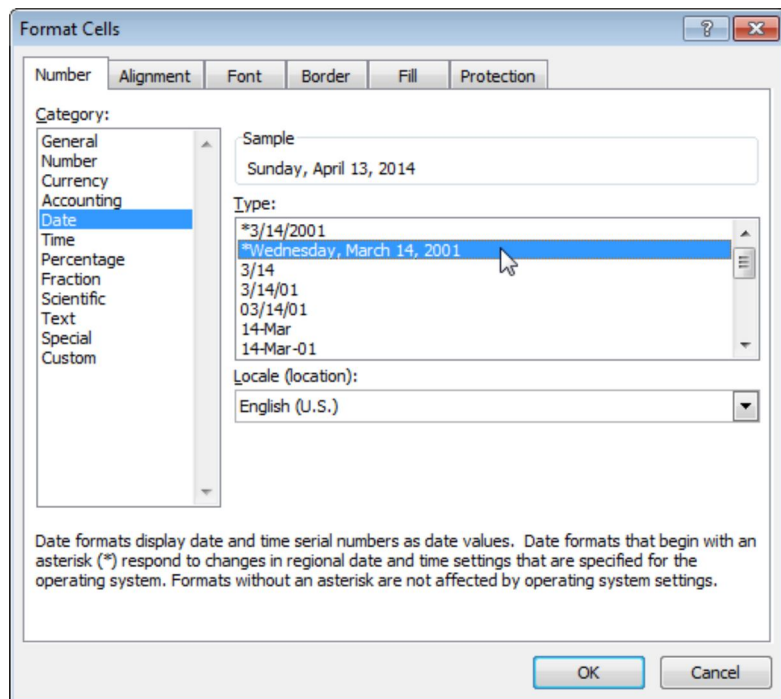 Format Cells
Number Alignment Font Border Fill Protection
Category:
General
Number
Currency
Accounting
Date
Time
Percentage
Fraction
Scientific
Text
Special
Custom
Sample
Sunday, April 13, 2014
Type:
*3/14/2001
*Wednesday, March 14, 2001
3/14
3/14/01
03/14/01
14-Mar
14-Mar-01
Locale (location):
English (U.S.)
Date formats display date and time serial numbers as date values. Date formats that begin with an
asterisk (*) respond to changes in regional date and time settings that are specified for the
operating system. Formats without an asterisk are not affected by operating system settings.
OK Cancel